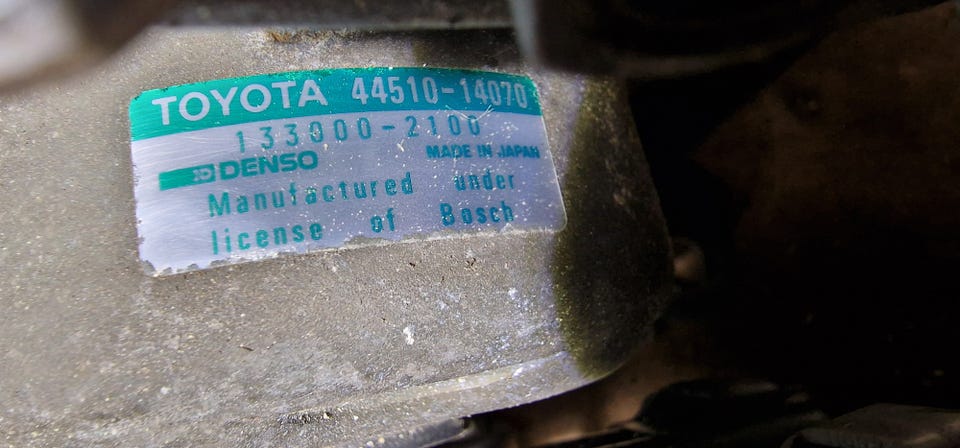 TOYOTA 44510-14070
133000-2100
DENSO MADE IN JAPAN
Manufactured under
license of Bosch